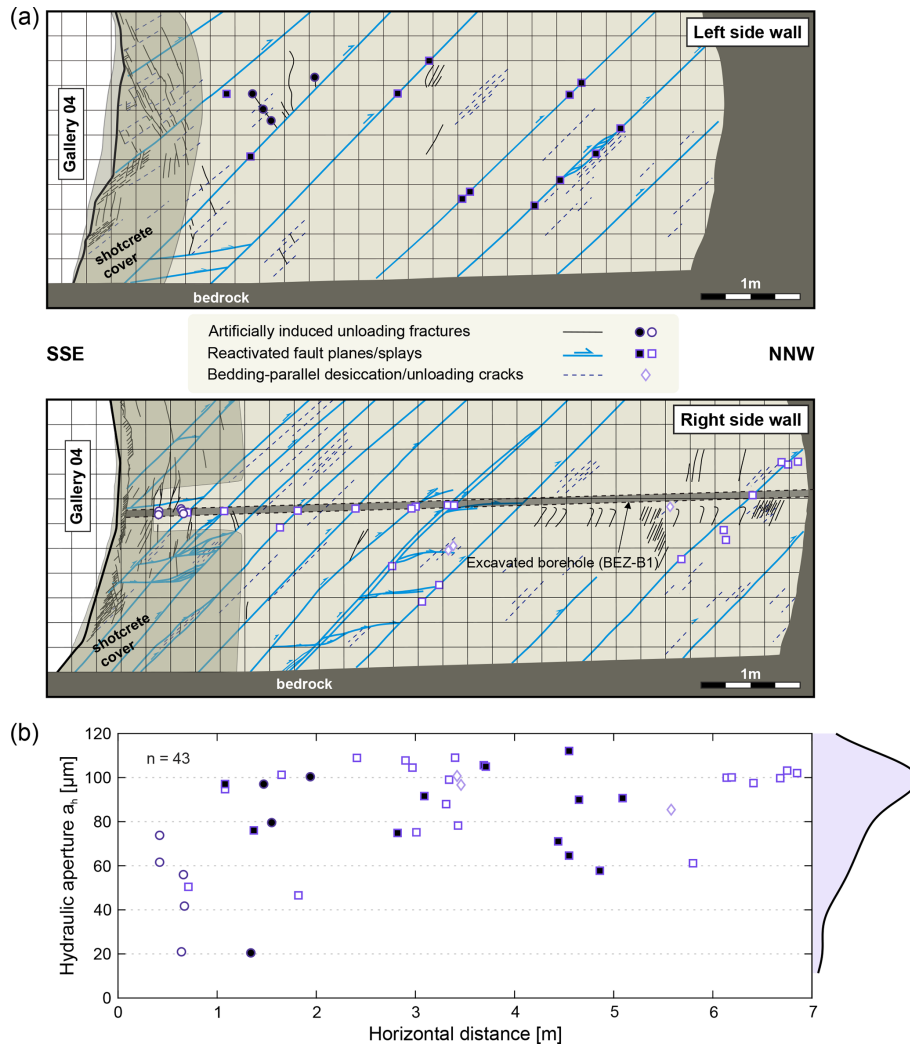 (a)
Left side wall
Gallery 04
shotcrete
cover
bedrock
1m
Artificially induced unloading fractures
SSE
Reactivated fault planes/splays
NNW
Bedding-parallel desiccation/unloading cracks
Right side wall
Gallery 04
Excavated borehole (BEZ-B1)
shotcrete
cover
bedrock
1m
(b)
120
n = 43
100
80
60
40
20
0
Hydraulic aperture aₕ [µm]
0 1 2 3 4 5 6 7
Horizontal distance [m]